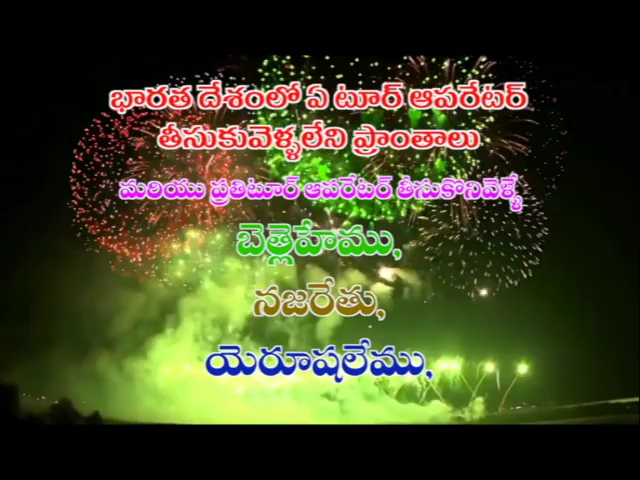 భారత దేశంలో ఏ టూర్ ఆపరేటర్
తీసుకువెళ్ళలేని ప్రాంతాలు
మరియు ప్రతిటూర్ ఆపరేటర్ తీసుకొనివెళ్ళే
బెత్లెహేము,
నజరేతు,
యెరూషలేము,